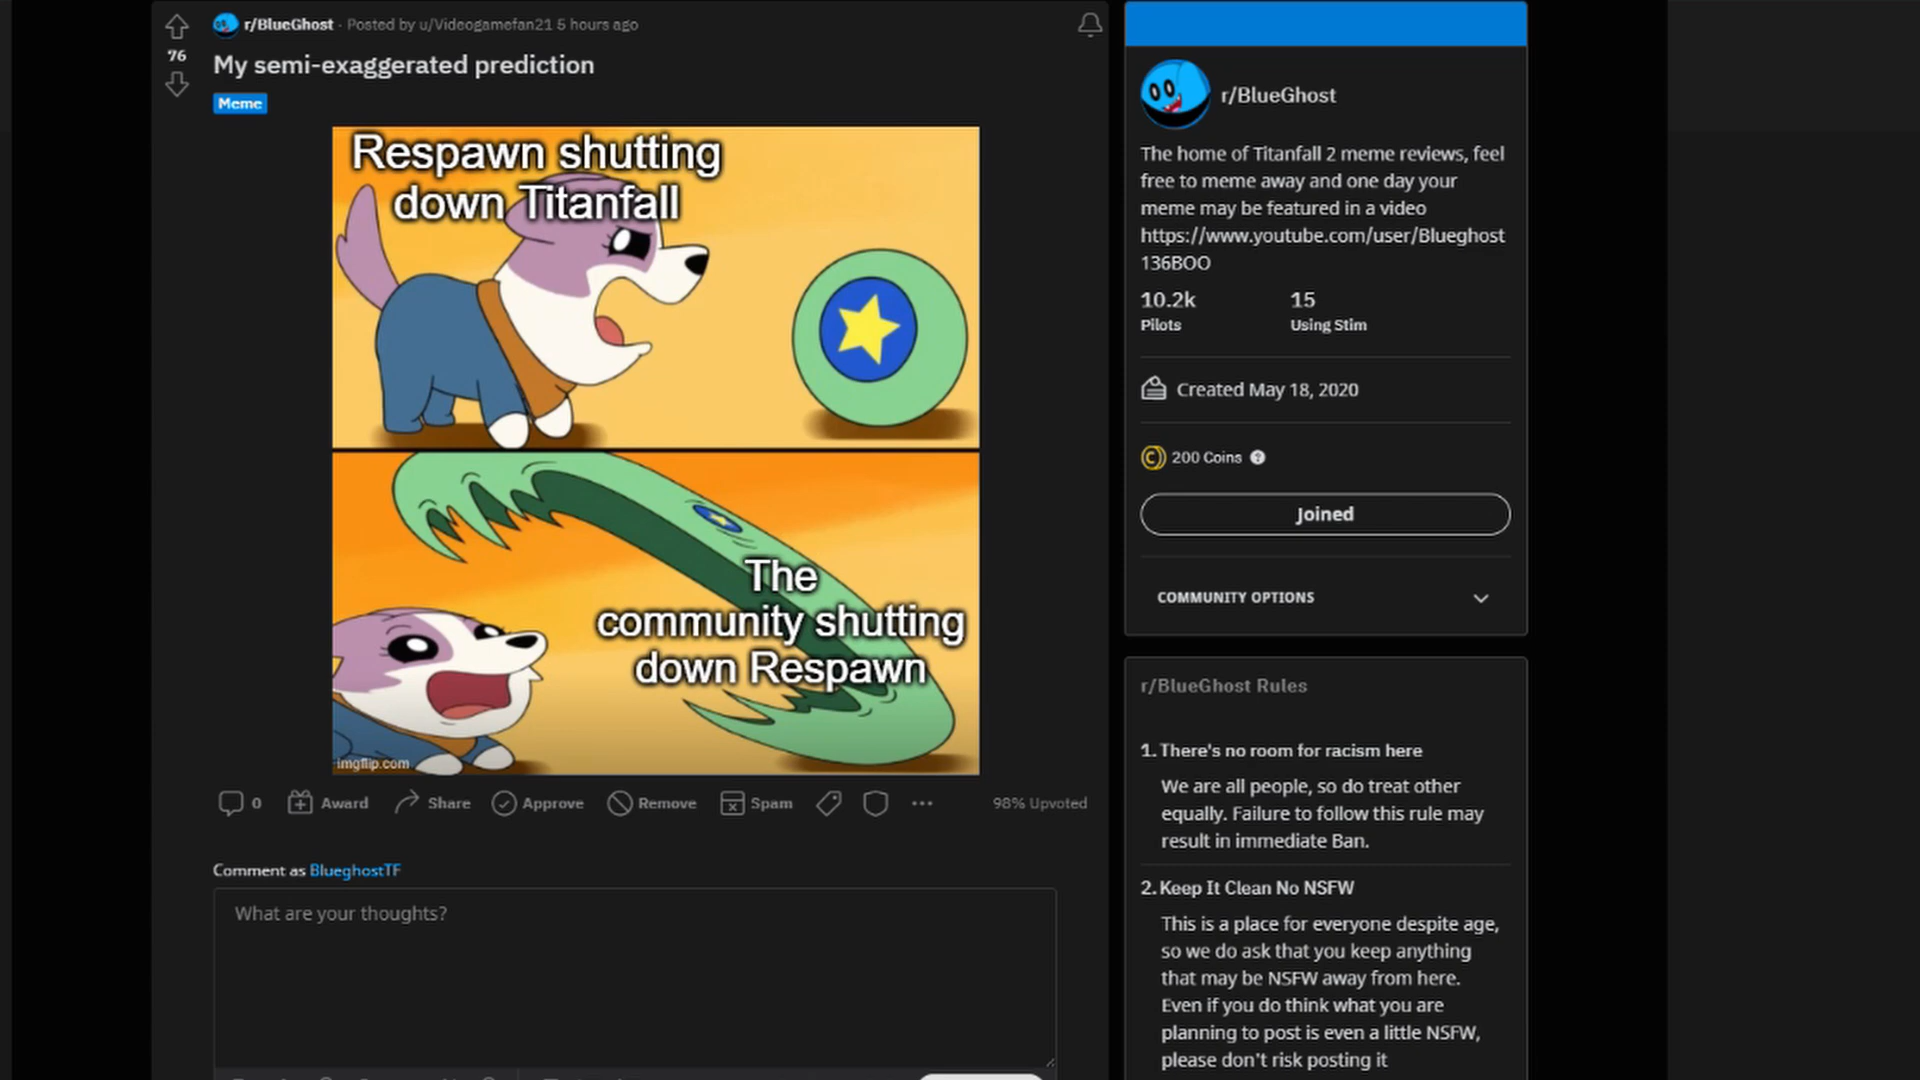 r/BlueGhost · Posted by u/Videogamefan21 5 hours ago
76
My semi-exaggerated prediction
Meme
Respawn shutting
down Titanfall
The
community shutting
down Respawn
imgflip.com
0 Award Share Approve Remove Spam ··· 98% Upvoted
Comment as BlueghostTF
What are your thoughts?
r/BlueGhost
The home of Titanfall 2 meme reviews, feel
free to meme away and one day your
meme may be featured in a video
https://www.youtube.com/user/Blueghost
136BOO
10.2k 15
Pilots Using Stim
Created May 18, 2020
200 Coins ?
Joined
COMMUNITY OPTIONS
r/BlueGhost Rules
1. There's no room for racism here
We are all people, so do treat other
equally. Failure to follow this rule may
result in immediate Ban.
2. Keep It Clean No NSFW
This is a place for everyone despite age,
so we do ask that you keep anything
that may be NSFW away from here.
Even if you do think what you are
planning to post is even a little NSFW,
please don't risk posting it